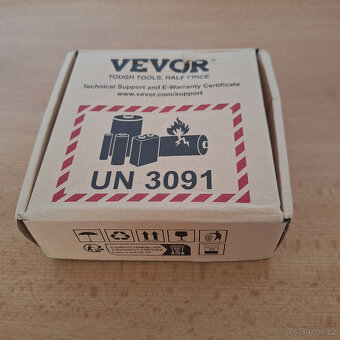 VEVOR®
TOUGH TOOLS, HALF PRICE
Technical Support and E-Warranty Certificate
www.vevor.com/support
UN 3091